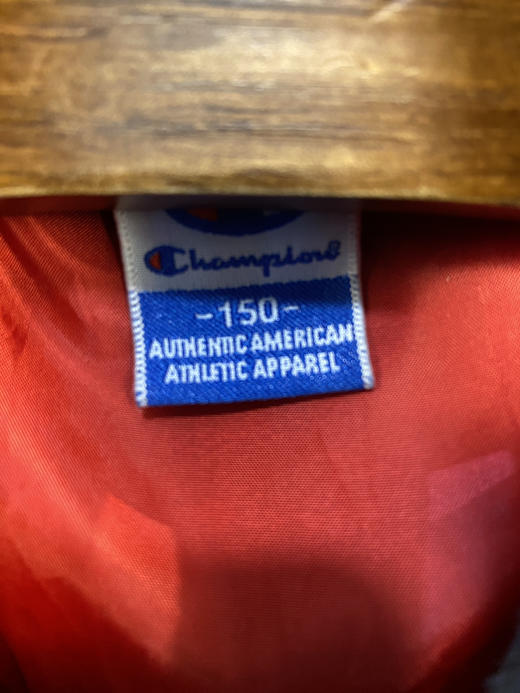 Champion®
-150-
AUTHENTIC AMERICAN
ATHLETIC APPAREL